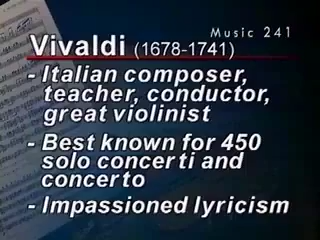 Music 241
Vivaldi (1678-1741)
- Italian composer,
teacher, conductor,
great violinist
- Best known for 450
solo concerti and
concerto
- Impassioned lyricism